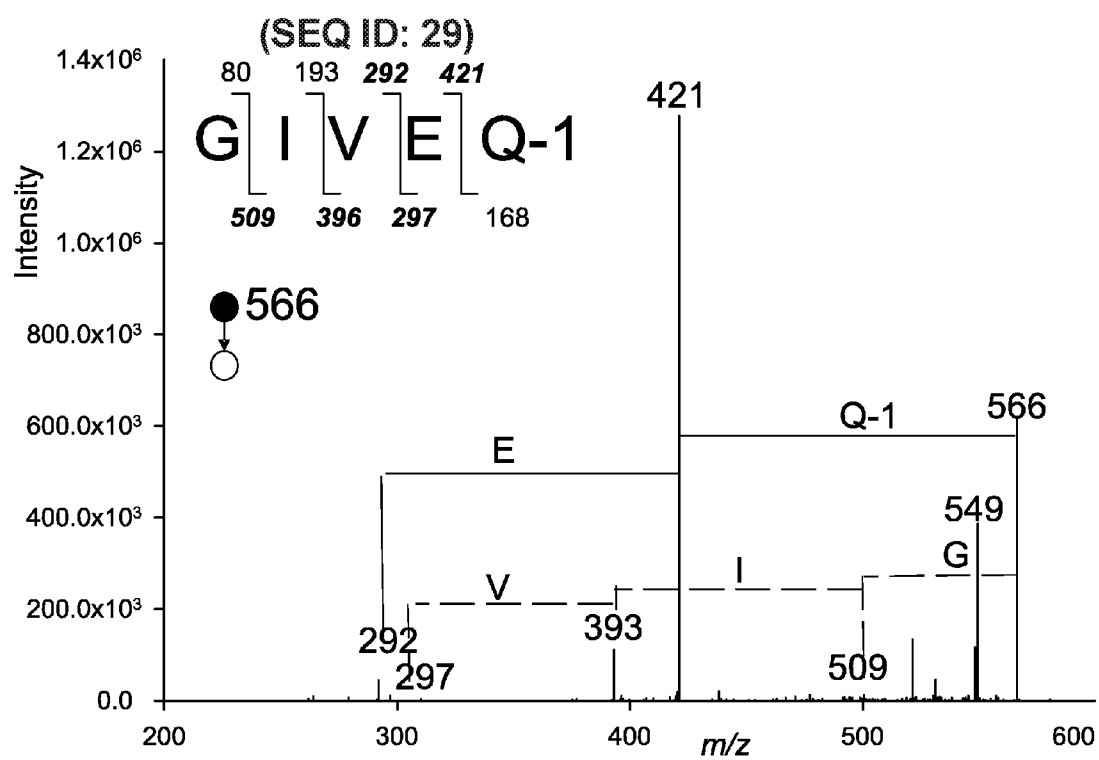 (SEQ ID: 29)
80 193 292 421
G I V E Q-1
509 396 297 168
Intensity
1.4x10⁶
1.2x10⁶
1.0x10⁶
800.0x10³
600.0x10³
400.0x10³
200.0x10³
0.0
566
421
Q-1
566
E
549
G
I
V
393
292
509
297
200 300 400 500 600
m/z